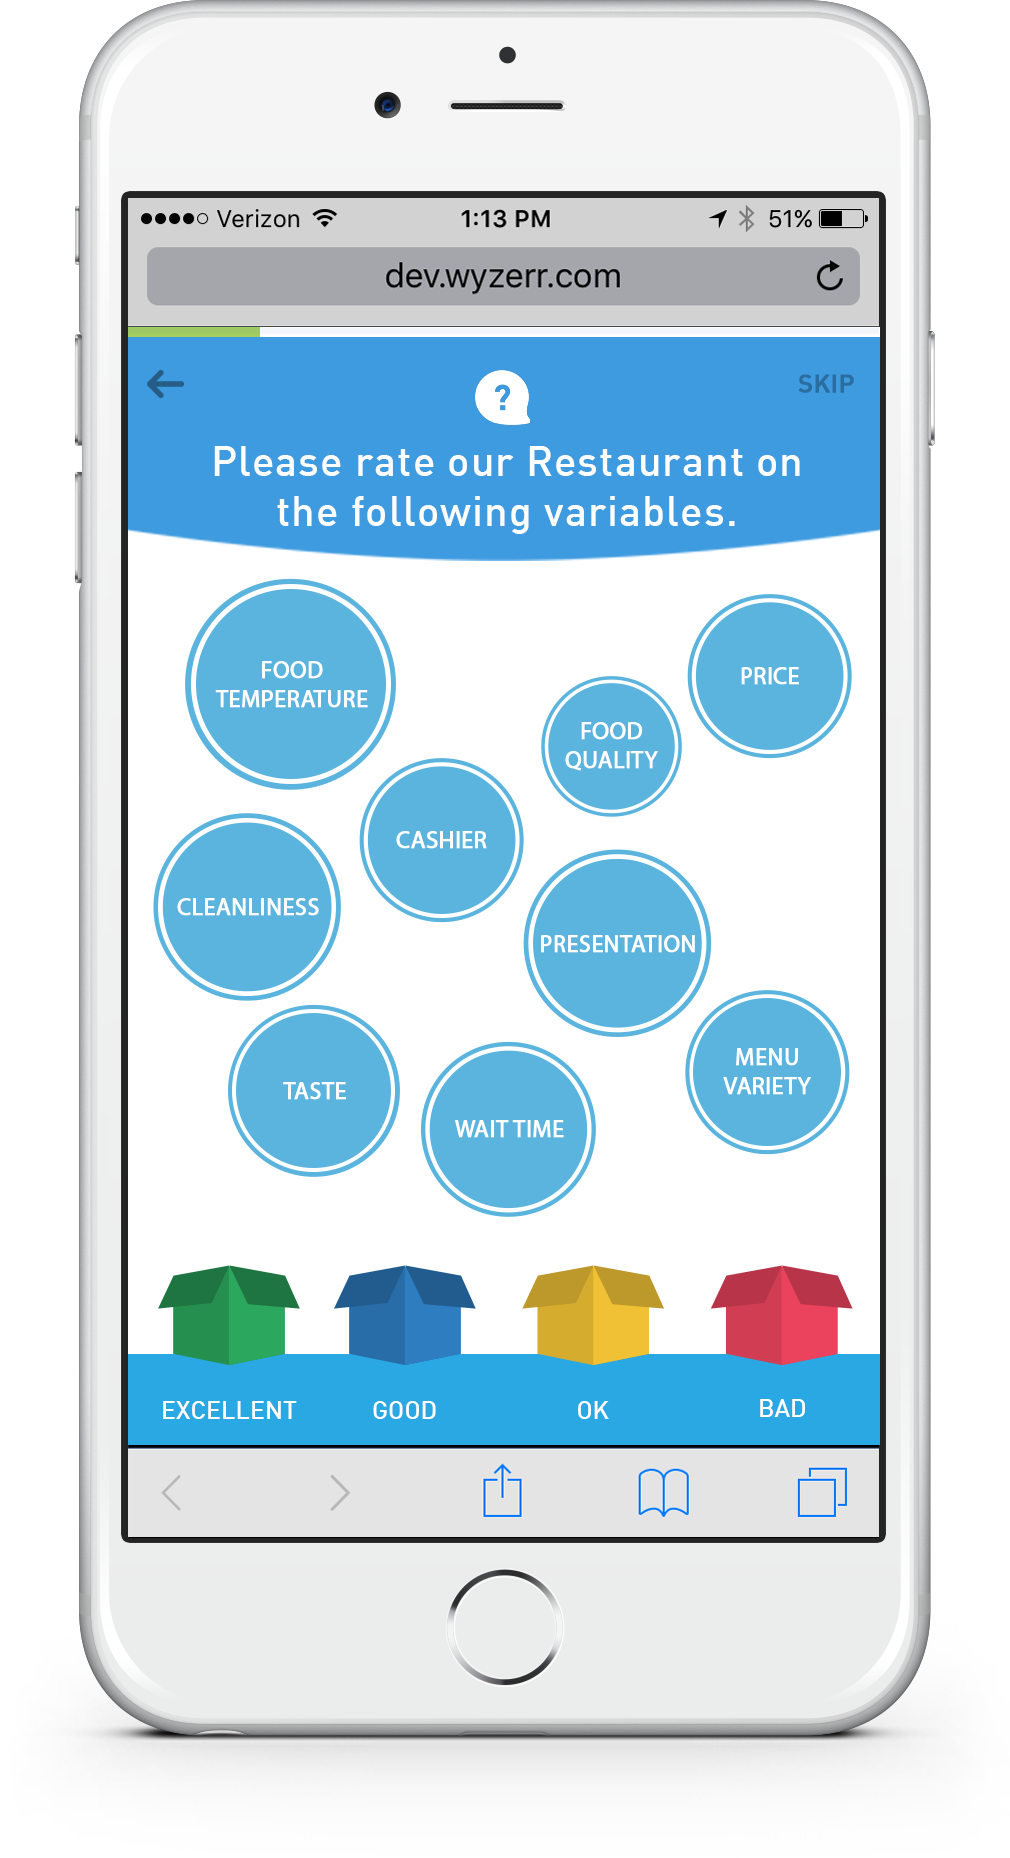 Verizon
1:13 PM
51%
dev.wyzerr.com
SKIP
?
Please rate our Restaurant on
the following variables.
FOOD
TEMPERATURE
PRICE
FOOD
QUALITY
CASHIER
CLEANLINESS
PRESENTATION
MENU
VARIETY
TASTE
WAIT TIME
EXCELLENT
GOOD
OK
BAD